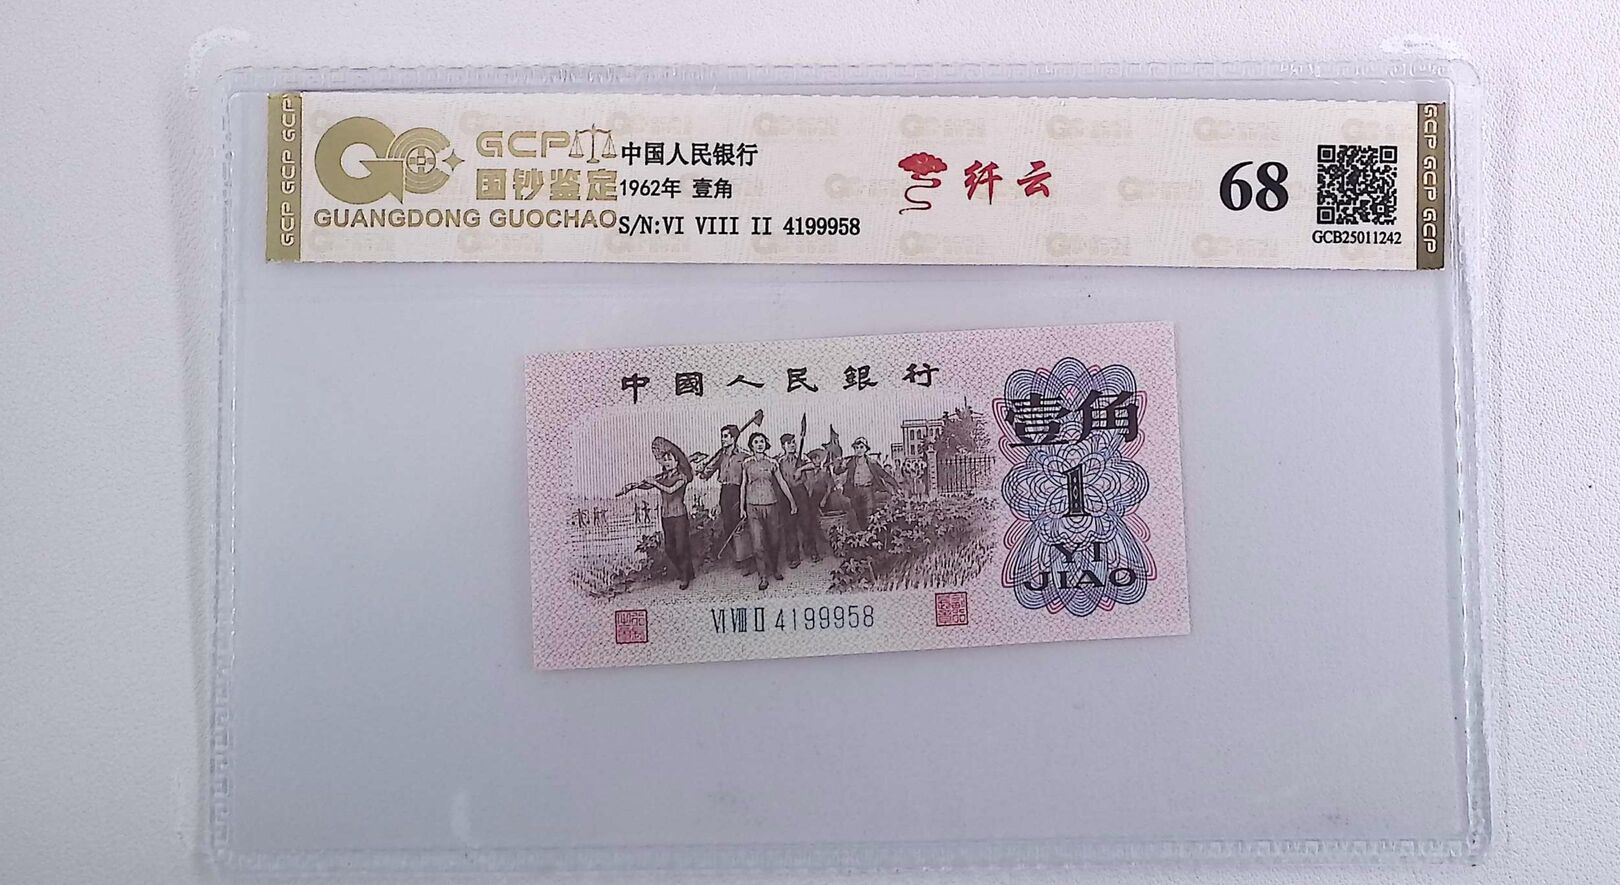 GCP
国钞鉴定
GUANGDONG GUOCHAO
中国人民银行
1962年 壹角
S/N:VI VIII II 4199958
纤云
68
GCB25011242
GCP GCP GCP
GCP GCP GCP
中國人民銀行
壹角
1
YI
JIAO
VI VIII II 4199958